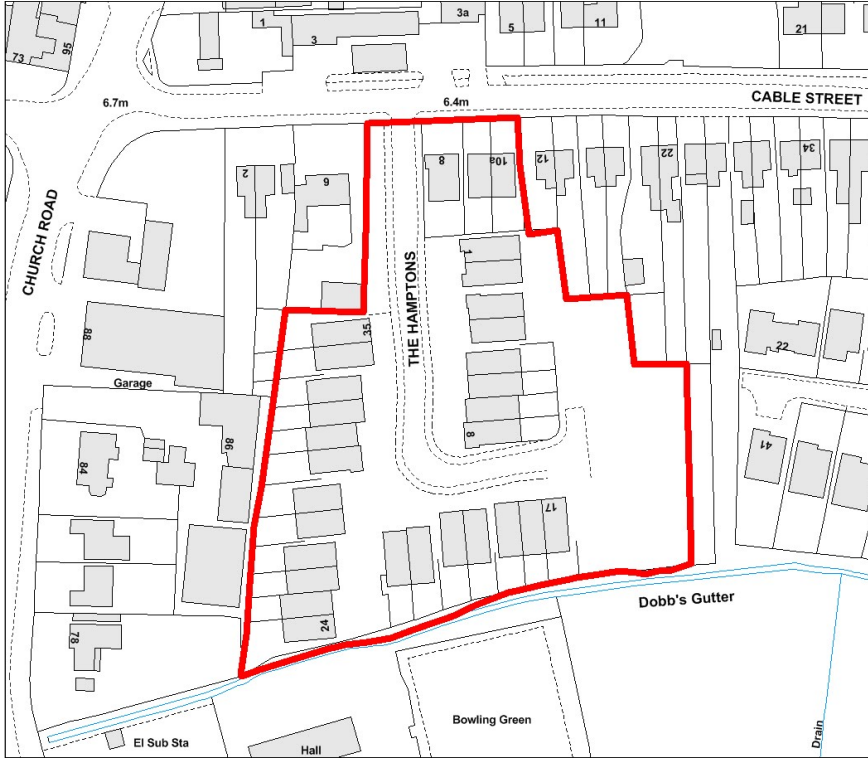 1
3a
5
11
21
3
73
95
6.7m
6.4m
CABLE STREET
2
6
8
10a
12
22
34
CHURCH ROAD
THE HAMPTONS
1
35
88
22
Garage
86
8
84
41
17
24
78
Dobb's Gutter
El Sub Sta
Hall
Bowling Green
Drain